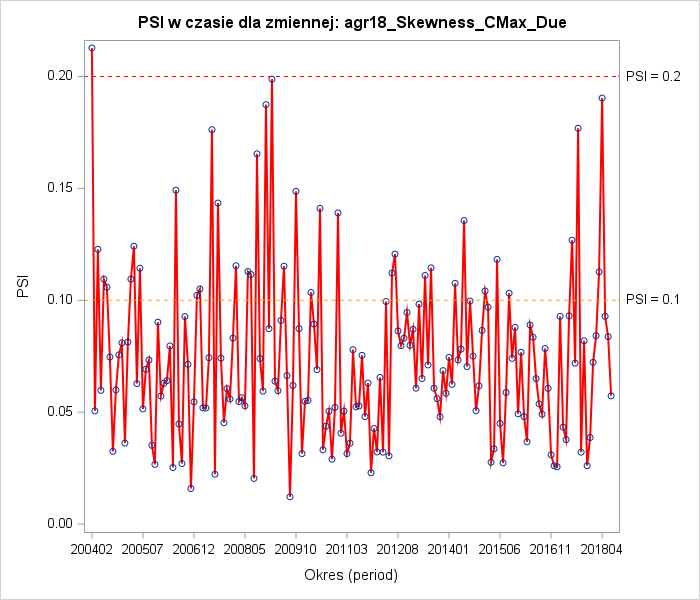 PSI w czasie dla zmiennej: agr18_Skewness_CMax_Due
0.20
PSI = 0.2
0.15
PSI
0.10
PSI = 0.1
0.05
0.00
200402 200507 200612 200805 200910 201103 201208 201401 201506 201611 201804
Okres (period)